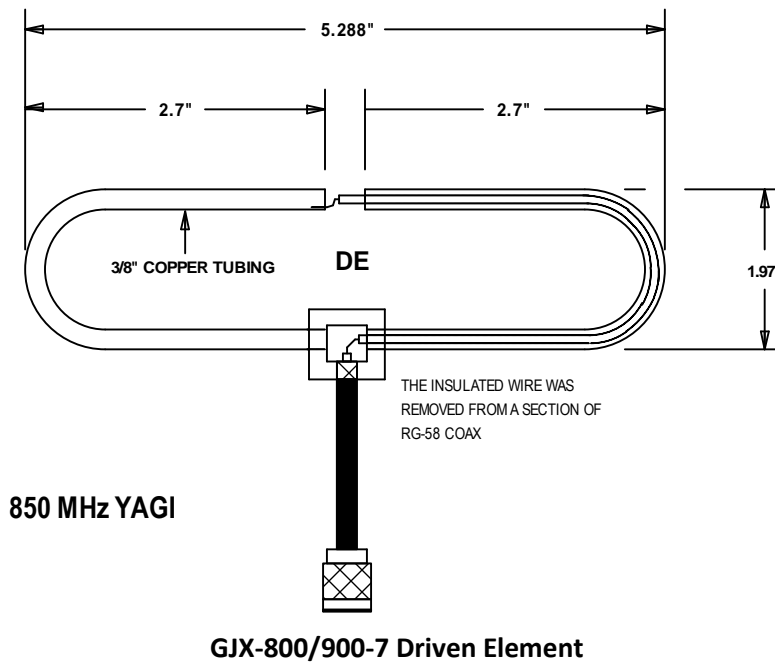 5.288"
2.7"
2.7"
3/8" COPPER TUBING
DE
1.97
THE INSULATED WIRE WAS
REMOVED FROM A SECTION OF
RG-58 COAX
850 MHz YAGI
GJX-800/900-7 Driven Element